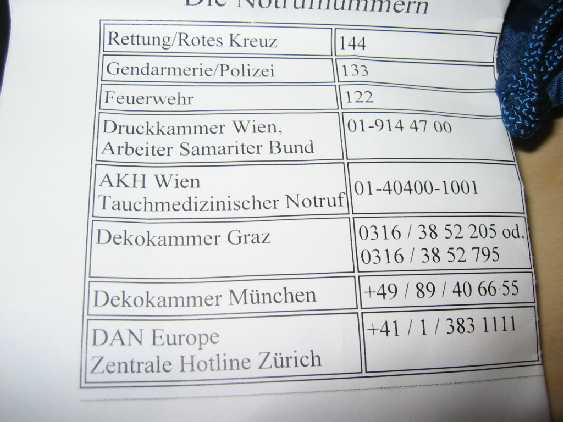 Die Notrufnummern
Rettung/Rotes Kreuz 144
Gendarmerie/Polizei 133
Feuerwehr 122
Druckkammer Wien, 01-914 47 00
Arbeiter Samariter Bund
AKH Wien
Tauchmedizinischer Notruf 01-40400-1001
Dekokammer Graz 0316 / 38 52 205 od.
0316 / 38 52 795
Dekokammer München +49 / 89 / 40 66 55
DAN Europe +41 / 1 / 383 1111
Zentrale Hotline Zürich